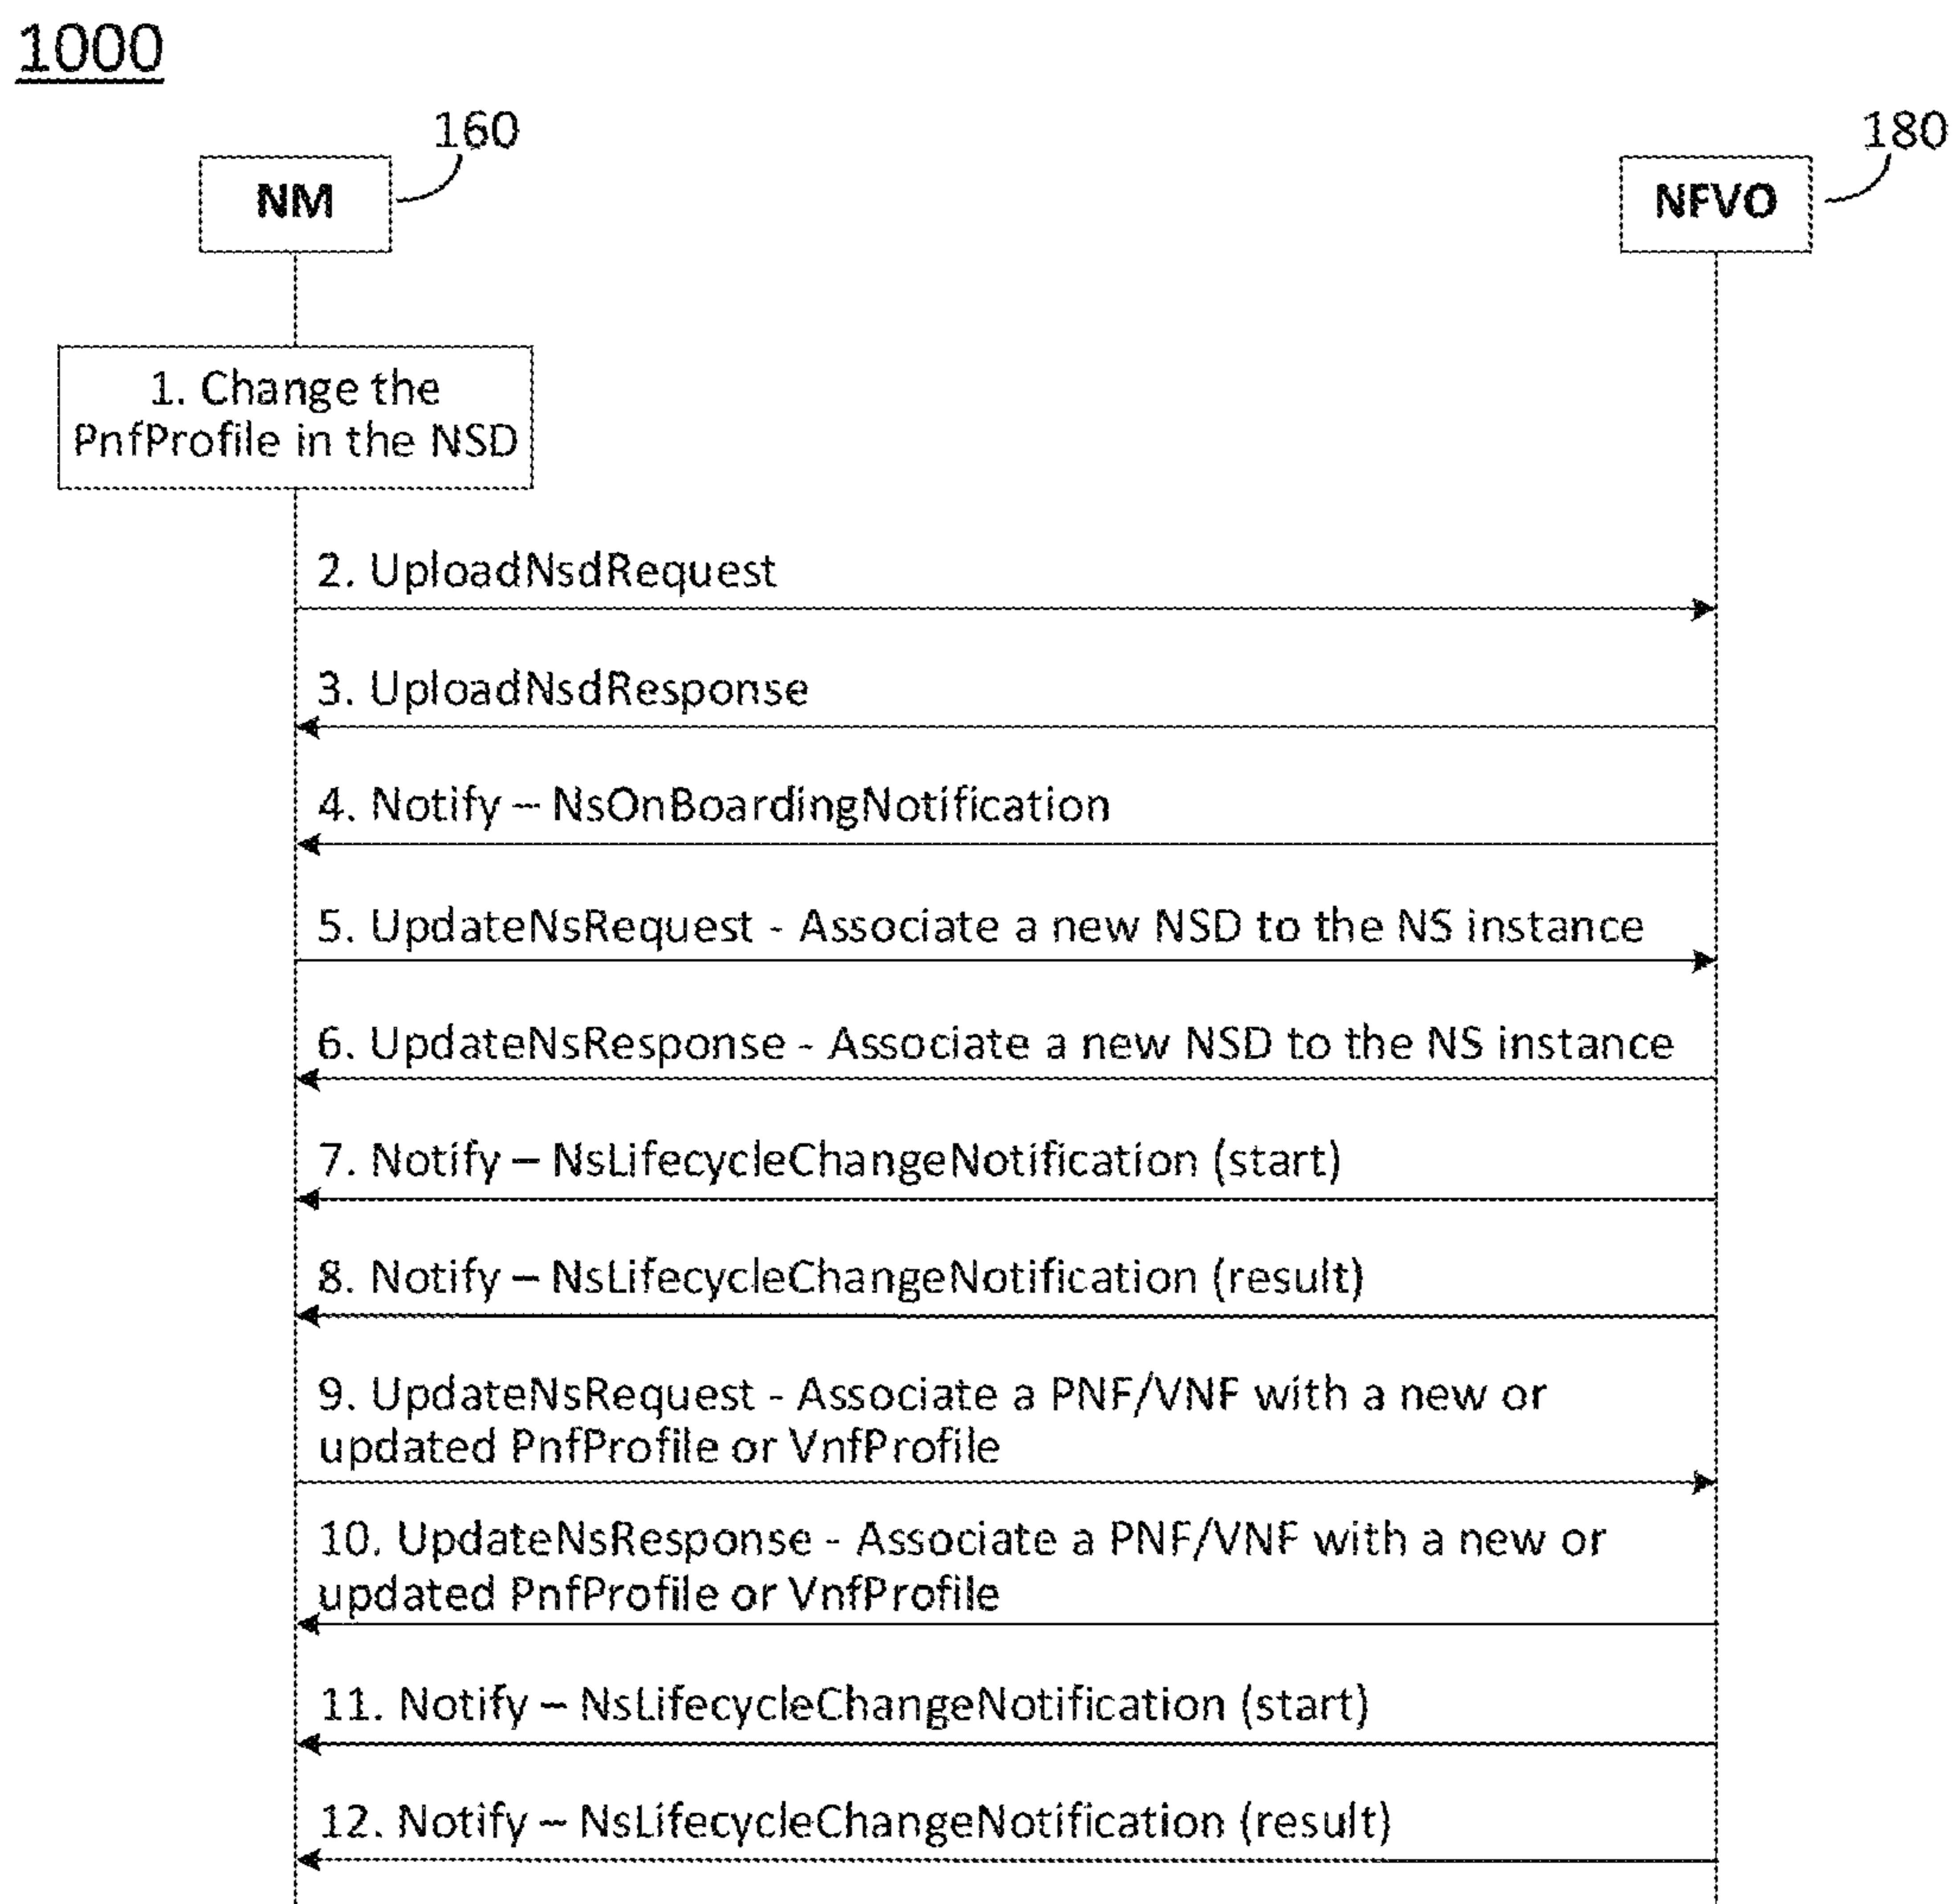 1000
160
180
NM
NFVO
1. Change the
PnfProfile in the NSD
2. UploadNsdRequest
3. UploadNsdResponse
4. Notify – NsOnBoardingNotification
5. UpdateNsRequest - Associate a new NSD to the NS instance
6. UpdateNsResponse - Associate a new NSD to the NS instance
7. Notify – NsLifecycleChangeNotification (start)
8. Notify – NsLifecycleChangeNotification (result)
9. UpdateNsRequest - Associate a PNF/VNF with a new or
updated PnfProfile or VnfProfile
10. UpdateNsResponse - Associate a PNF/VNF with a new or
updated PnfProfile or VnfProfile
11. Notify – NsLifecycleChangeNotification (start)
12. Notify – NsLifecycleChangeNotification (result)